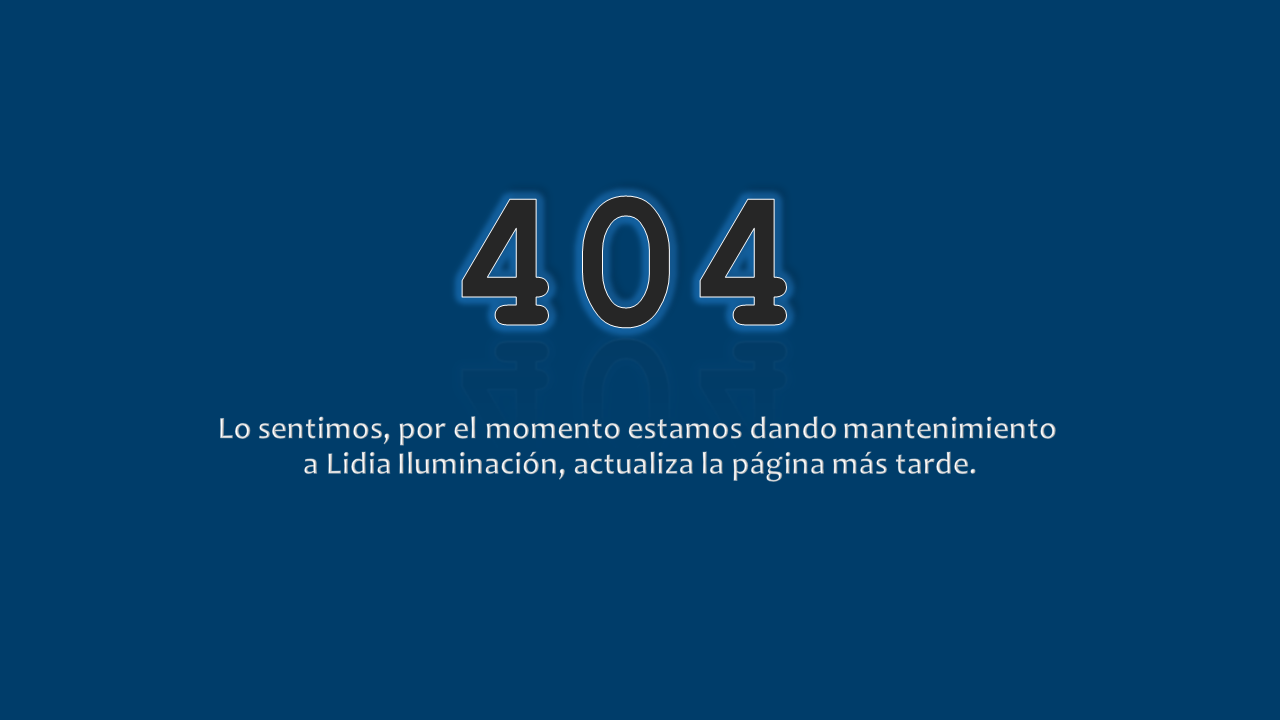 404
Lo sentimos, por el momento estamos dando mantenimiento
a Lidia Iluminación, actualiza la página más tarde.